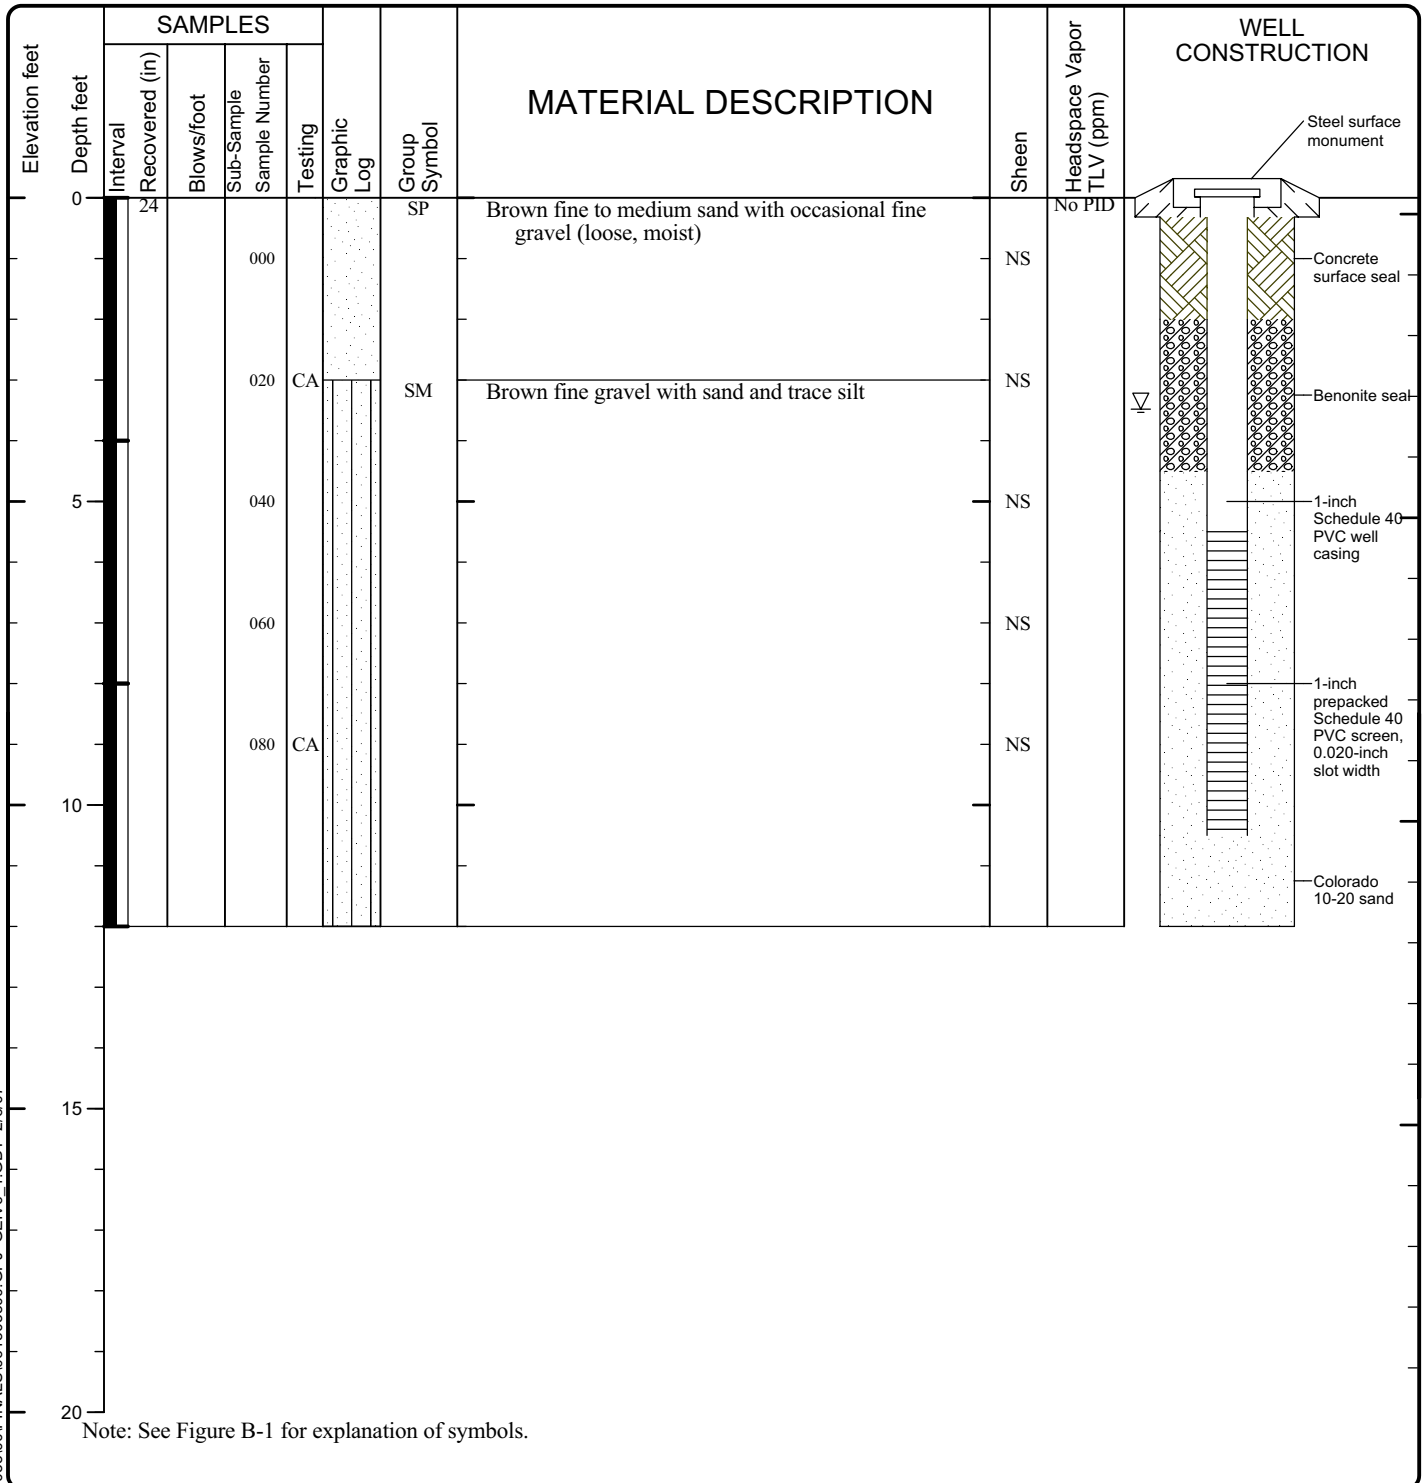 SAMPLES
WELL
CONSTRUCTION
Elevation feet
Depth feet
Interval
Recovered (in)
Blows/foot
Sub-Sample
Sample Number
Testing
Graphic
Log
Group
Symbol
MATERIAL DESCRIPTION
Sheen
Headspace Vapor
TLV (ppm)
Steel surface
monument
0
24
SP
Brown fine to medium sand with occasional fine
gravel (loose, moist)
No PID
000
NS
Concrete
surface seal
020
CA
SM
Brown fine gravel with sand and trace silt
NS
Benonite seal
5
040
NS
1-inch
Schedule 40
PVC well
casing
060
NS
1-inch
prepacked
Schedule 40
PVC screen,
0.020-inch
slot width
080
CA
NS
10
Colorado
10-20 sand
15
20
Note: See Figure B-1 for explanation of symbols.